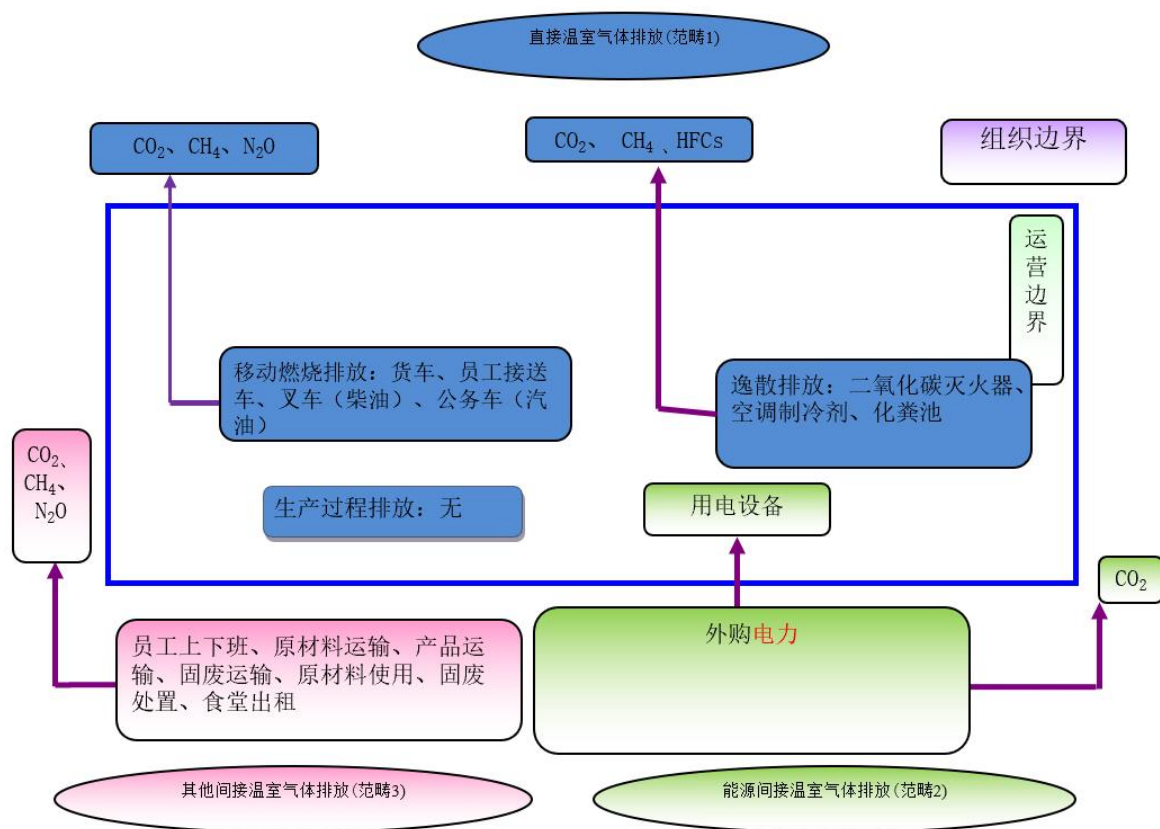 直接温室气体排放(范畴1)
CO₂、CH₄、N₂O
CO₂、 CH₄ 、HFCs
组织边界
运
营
边
界
移动燃烧排放：货车、员工接送
车、叉车（柴油）、公务车（汽
油）
逸散排放：二氧化碳灭火器、
空调制冷剂、化粪池
CO₂、
CH₄、
N₂O
生产过程排放：无
用电设备
CO₂
员工上下班、原材料运输、产品运
输、固废运输、原材料使用、固废
处置、食堂出租
外购电力
其他间接温室气体排放(范畴3)
能源间接温室气体排放(范畴2)